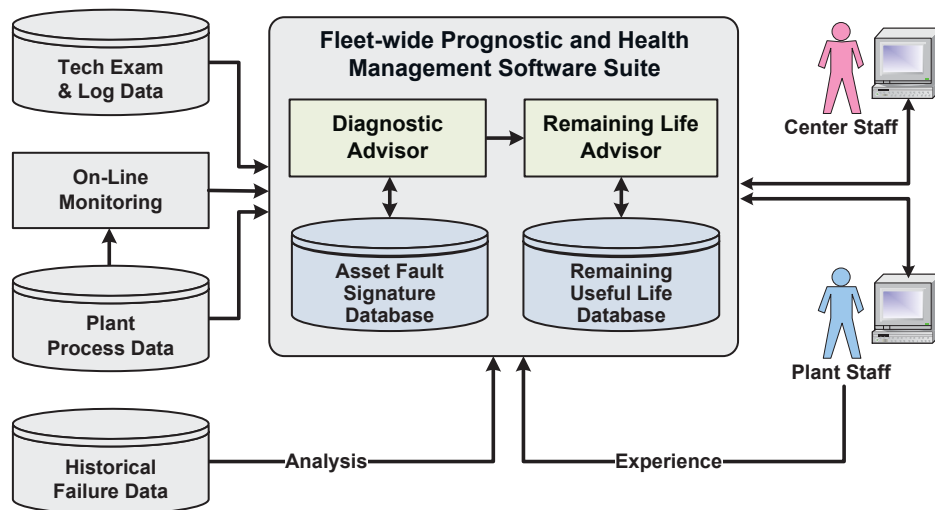 Tech Exam
& Log Data
On-Line
Monitoring
Plant
Process Data
Historical
Failure Data
Fleet-wide Prognostic and Health
Management Software Suite
Diagnostic
Advisor
Remaining Life
Advisor
Asset Fault
Signature
Database
Remaining
Useful Life
Database
Center Staff
Plant Staff
Analysis
Experience